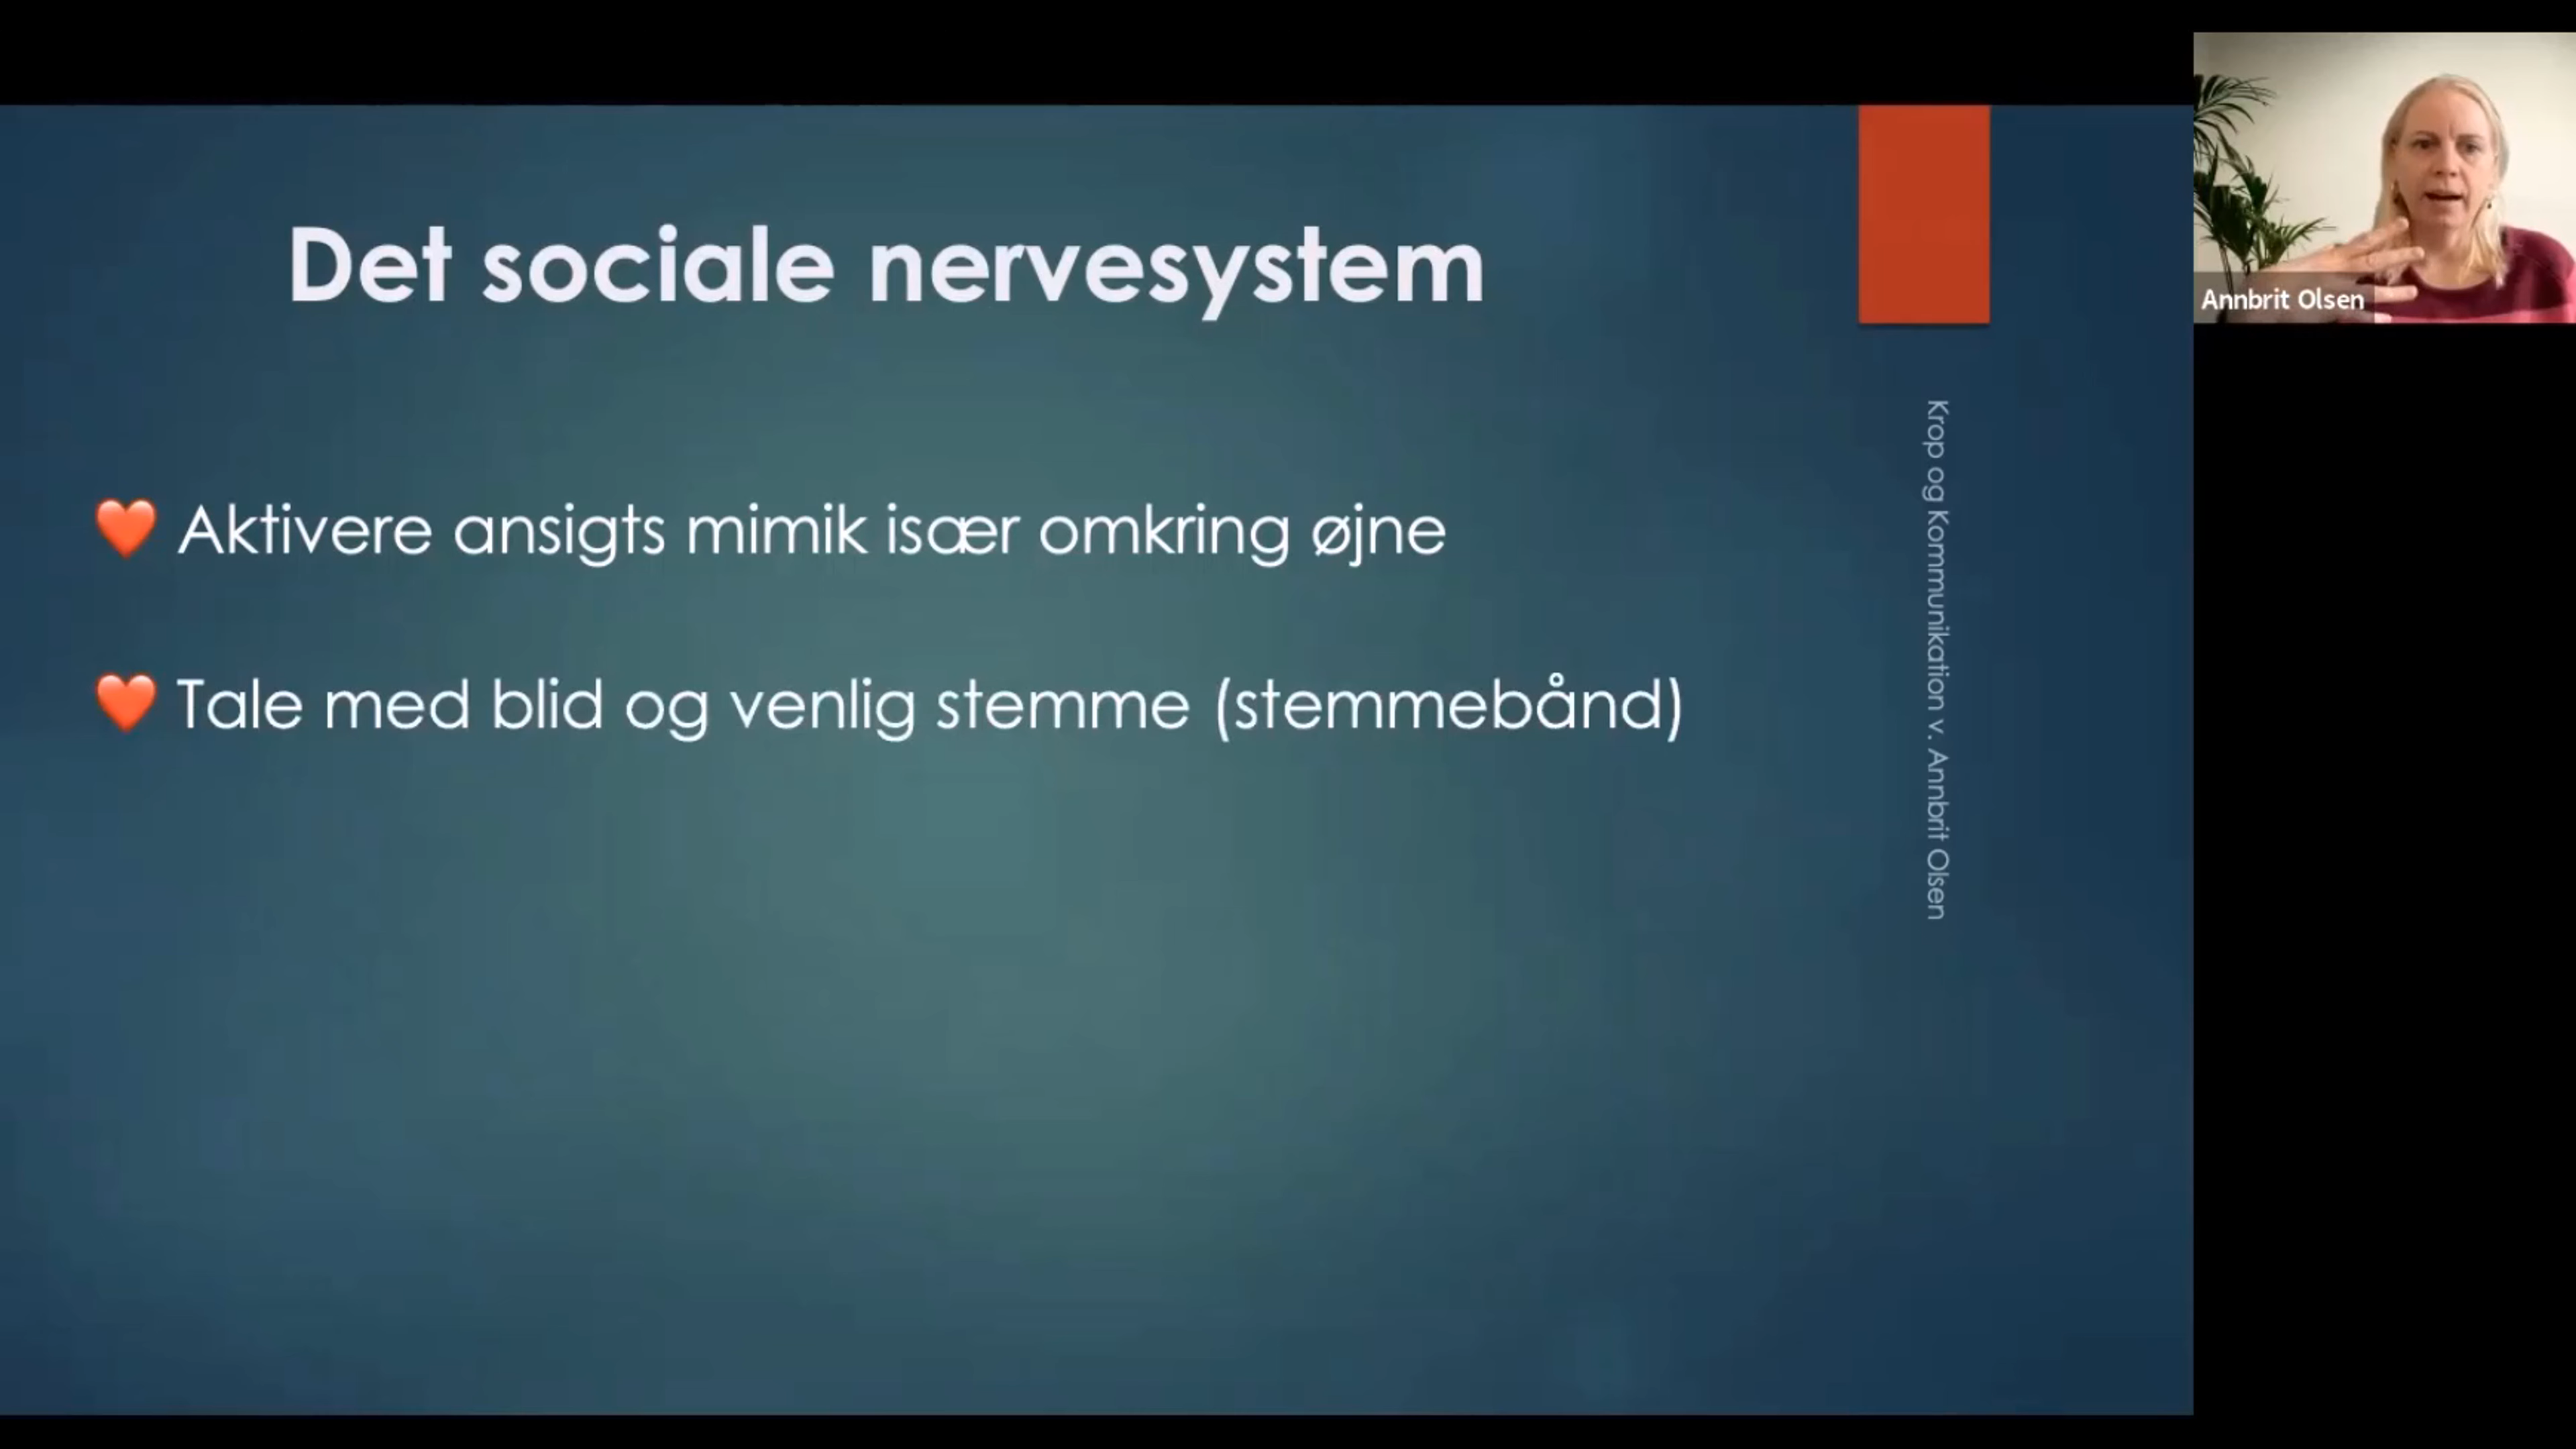 Det sociale nervesystem
❤️ Aktivere ansigts mimik især omkring øjne
❤️ Tale med blid og venlig stemme (stemmebånd)
Krop og Kommunikation v. Annbrit Olsen
Annbrit Olsen